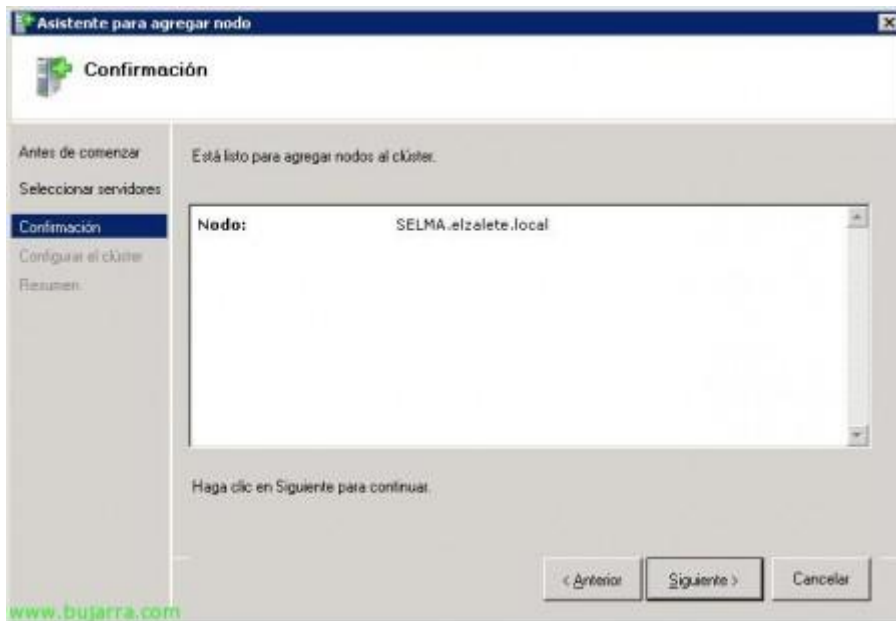 Asistente para agregar nodo
Confirmación
Antes de comenzar
Seleccionar servidores
Confirmación
Configurar el clúster
Resumen
Está listo para agregar nodos al clúster.
Nodo: SELMA.elzalete.local
Haga clic en Siguiente para continuar.
< Anterior
Siguiente >
Cancelar
www.bujarra.com